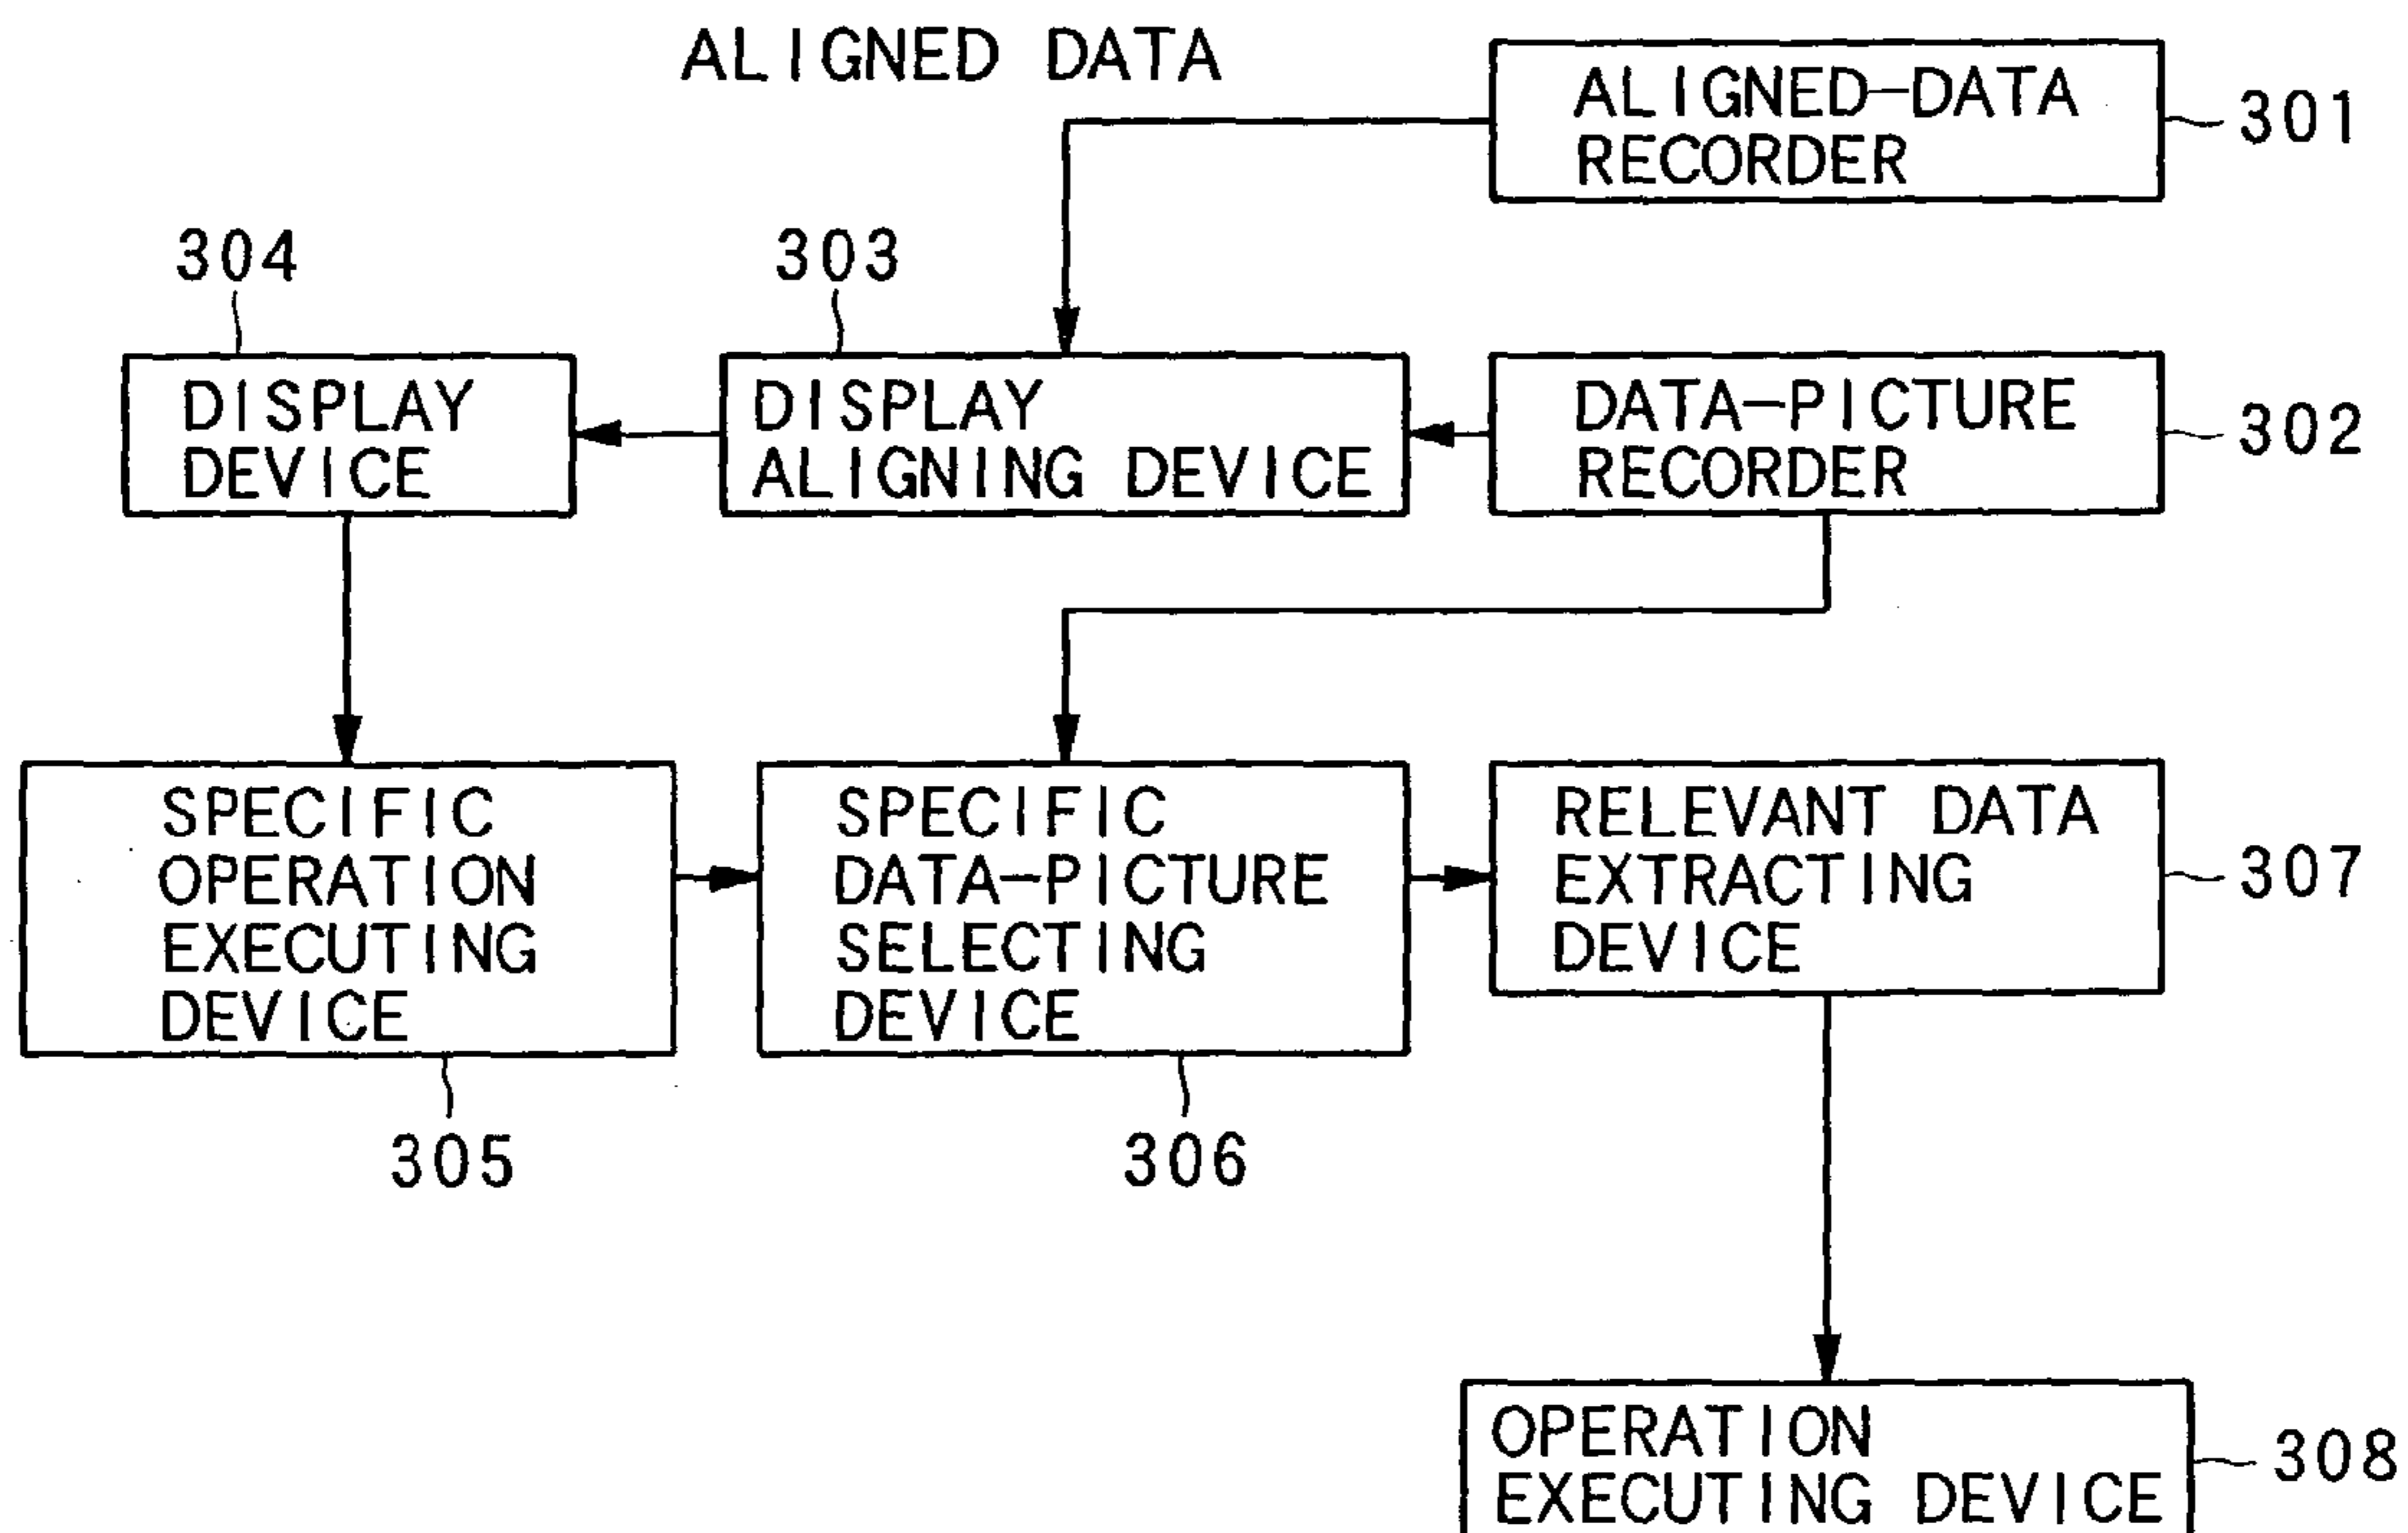 ALIGNED DATA
ALIGNED-DATA
RECORDER
301
304
303
DISPLAY
DEVICE
DISPLAY
ALIGNING DEVICE
DATA-PICTURE
RECORDER
302
SPECIFIC
OPERATION
EXECUTING
DEVICE
SPECIFIC
DATA-PICTURE
SELECTING
DEVICE
RELEVANT DATA
EXTRACTING
DEVICE
307
305
306
OPERATION
EXECUTING DEVICE
308